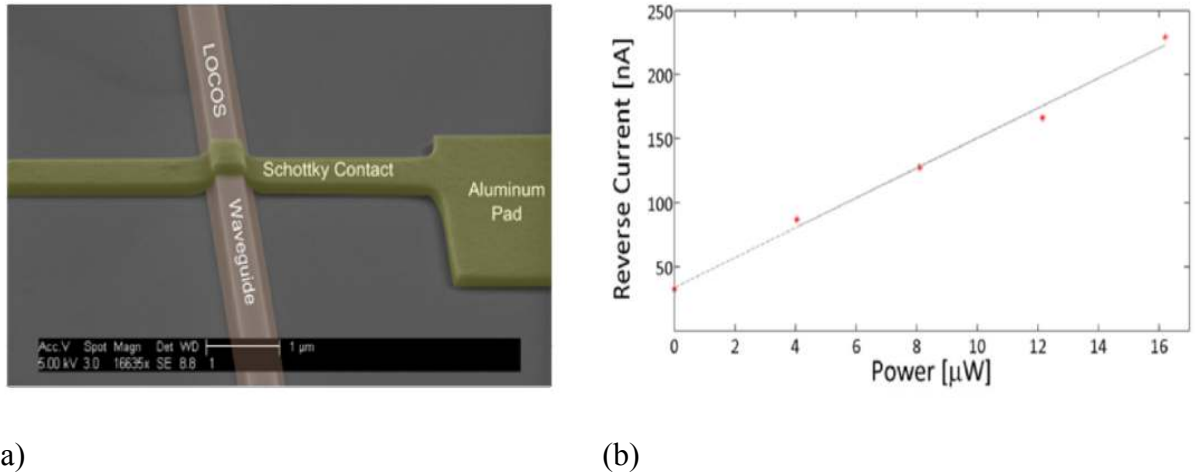 LOCOS
Waveguide
Schottky Contact
Aluminum
Pad
Acc.V Spot Magn Det WD 1 µm
5.00 kV 3.0 16635x SE 8.8 1
250
200
150
100
50
0 2 4 6 8 10 12 14 16
Reverse Current [nA]
Power [µW]
a)
(b)